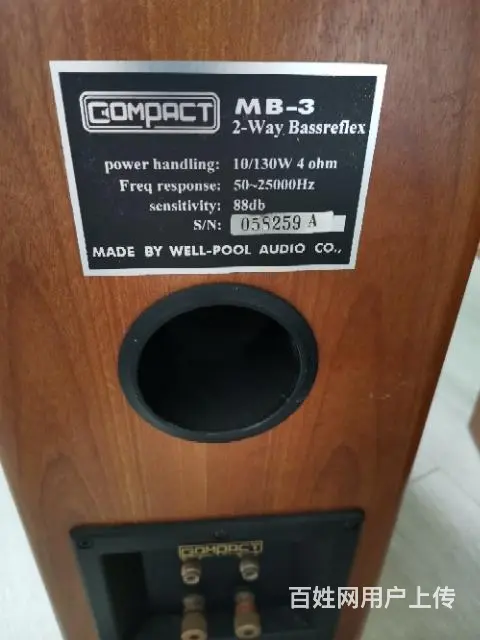 COMPACT MB-3
2-Way Bassreflex
power handling: 10/130W 4 ohm
Freq response: 50~25000Hz
sensitivity: 88db
S/N: 058259 A
MADE BY WELL-POOL AUDIO CO.,
COMPACT
百姓网用户上传